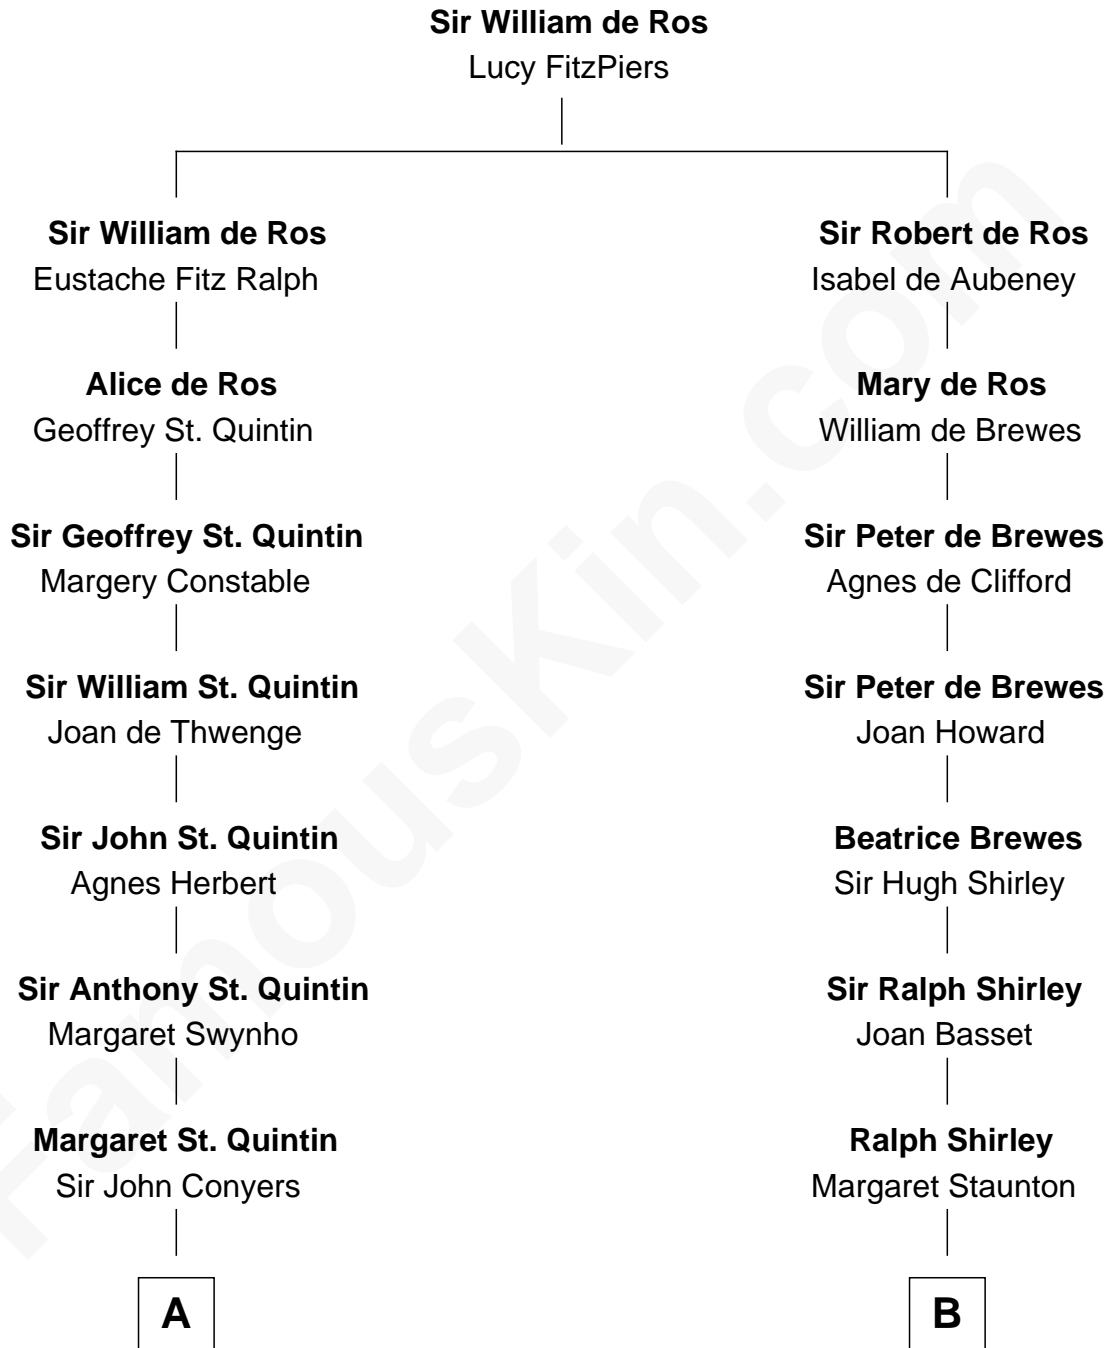 Sir William de Ros
Lucy FitzPiers
Sir William de Ros
Eustache Fitz Ralph
Sir Robert de Ros
Isabel de Aubeney
Alice de Ros
Geoffrey St. Quintin
Mary de Ros
William de Brewes
Sir Geoffrey St. Quintin
Margery Constable
Sir Peter de Brewes
Agnes de Clifford
Sir William St. Quintin
Joan de Thwenge
Sir Peter de Brewes
Joan Howard
Sir John St. Quintin
Agnes Herbert
Beatrice Brewes
Sir Hugh Shirley
Sir Anthony St. Quintin
Margaret Swynho
Sir Ralph Shirley
Joan Basset
Margaret St. Quintin
Sir John Conyers
Ralph Shirley
Margaret Staunton
A
B
FamousKin.com